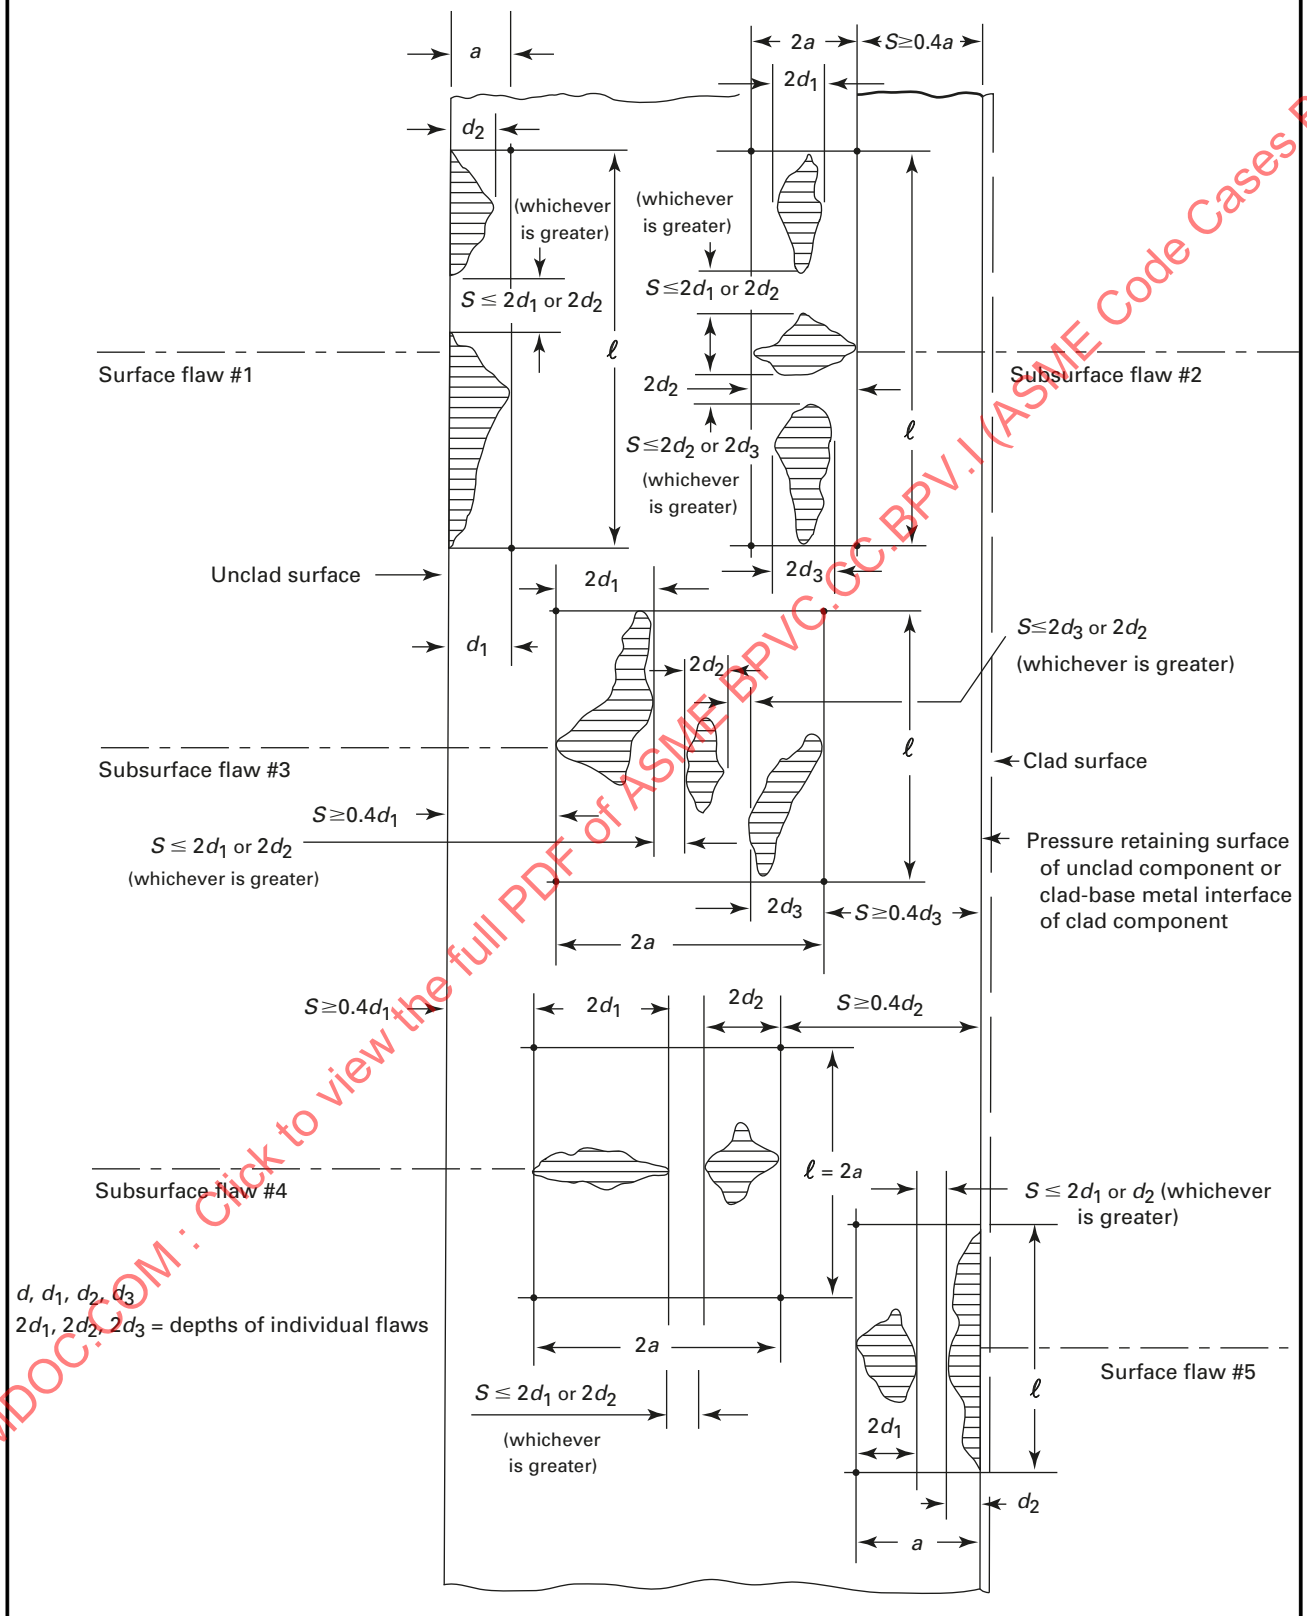 a
2a
S≥0.4a
2d1
d2
(whichever
is greater)
S ≤ 2d1 or 2d2
(whichever
is greater)
S≤2d1 or 2d2
ℓ
Surface flaw #1
Subsurface flaw #2
2d2
ℓ
S≤2d2 or 2d3
(whichever
is greater)
Unclad surface
2d1
2d3
d1
S≤2d3 or 2d2
(whichever is greater)
2d2
ℓ
Subsurface flaw #3
Clad surface
S≥0.4d1
S ≤ 2d1 or 2d2
(whichever is greater)
Pressure retaining surface
of unclad component or
clad-base metal interface
of clad component
2d3
S≥0.4d3
2a
S≥0.4d1
2d1
2d2
S≥0.4d2
Subsurface flaw #4
ℓ = 2a
S ≤ 2d1 or d2 (whichever
is greater)
d, d1, d2, d3
2d1, 2d2, 2d3 = depths of individual flaws
2a
Surface flaw #5
ℓ
S ≤ 2d1 or 2d2
(whichever
is greater)
2d1
d2
a
MDOC.COM : Click to view the full PDF of ASME BPVC.CC.BPV.I (ASME Code Cases